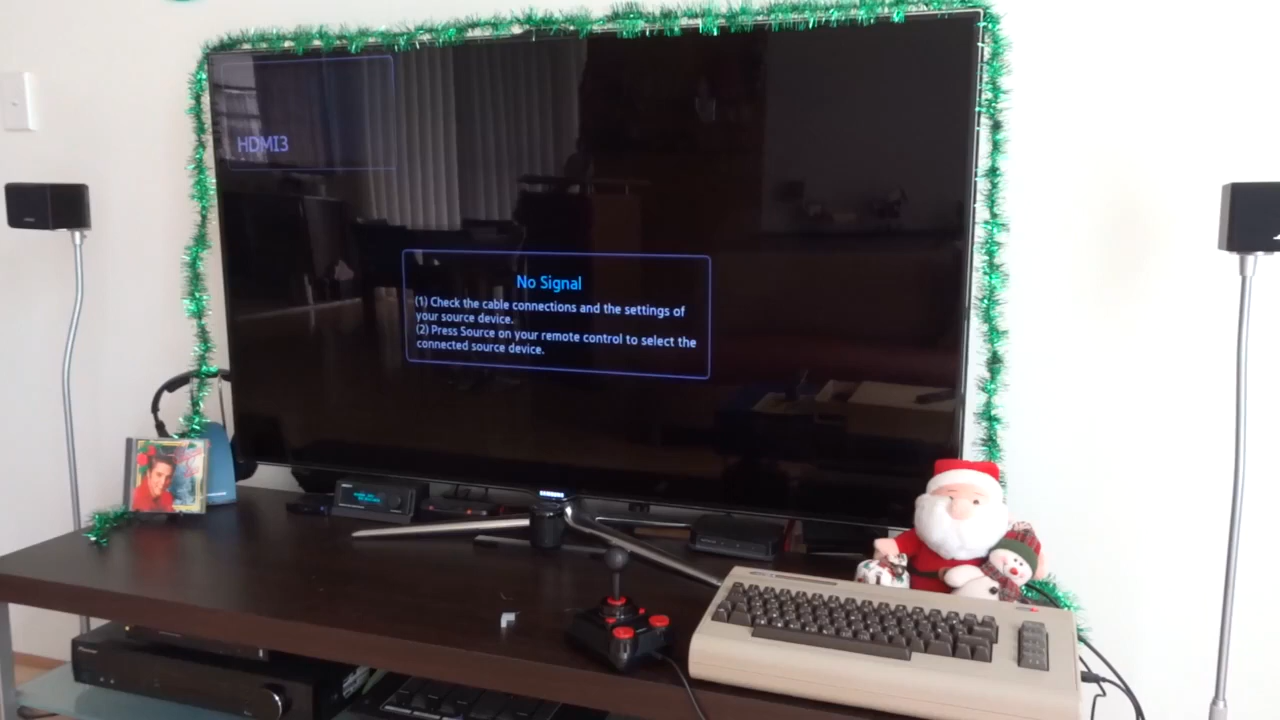 HDMI3
No Signal
(1) Check the cable connections and the settings of
your source device.
(2) Press Source on your remote control to select the
connected source device.